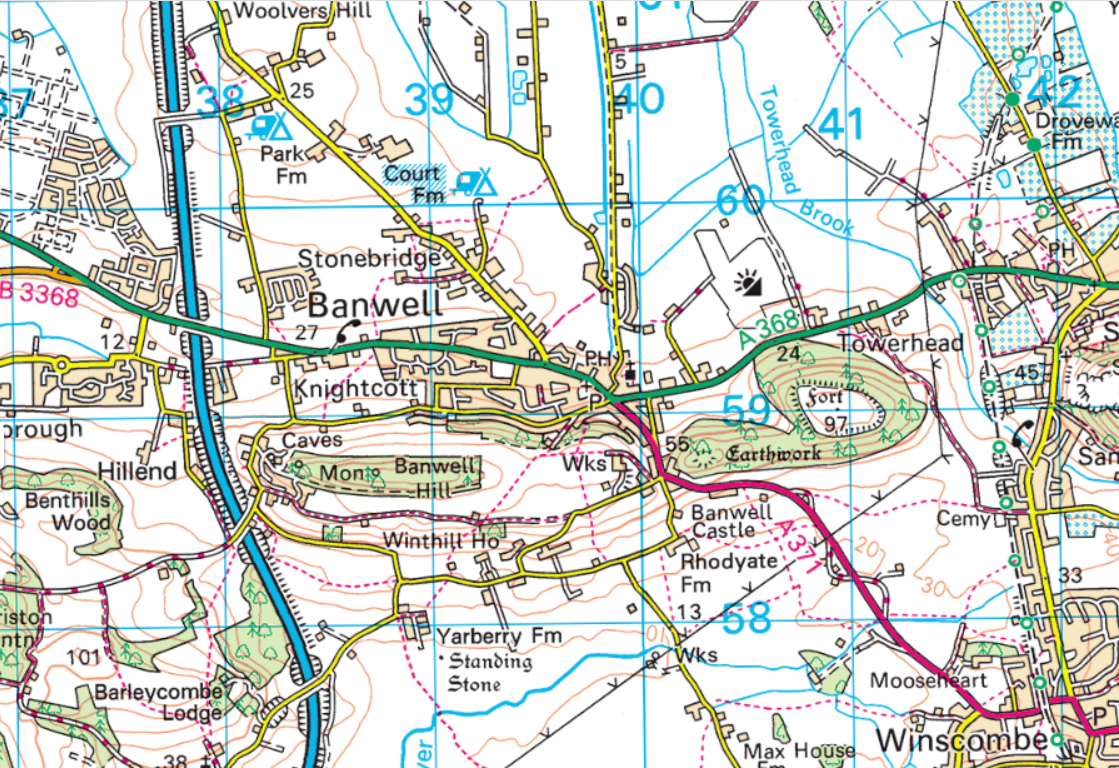 Woolvers Hill
5
38
39
40
41
42
25
Towerhead
Brook
Park
Fm
Court
Fm
Fm
60
Stonebridge
PH
B 3368
Banwell
A 368
27
12
24
Towerhead
PH
Knightcott
45
59
Fort
97
P
Caves
55
Earthwork
Hillend
Mon
Banwell
Hill
Wks
Benthills
Wood
Banwell
Castle
Cemy
Winthill Ho
A 371
20
Rhodyate
Fm
30
33
13
58
101
Yarberry Fm
Standing
Stone
Wks
Barleycombe
Lodge
Mooseheart
P
Winscombe
38
Max House